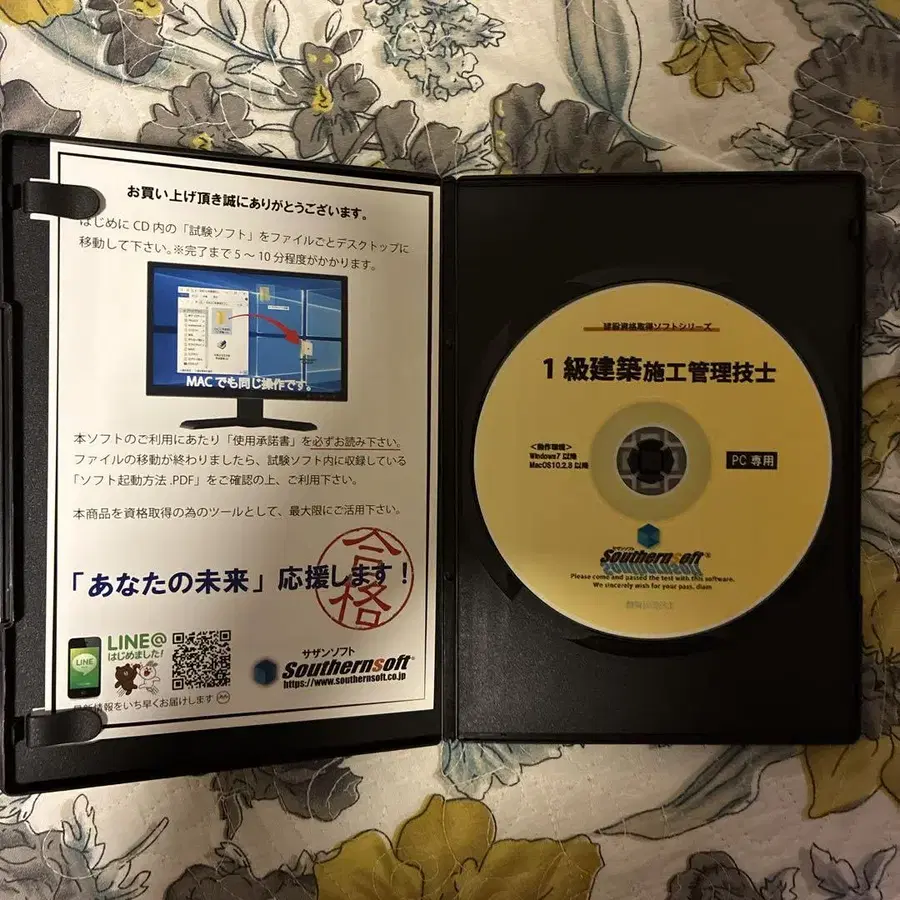 お買い上げ頂き誠にありがとうございます。
はじめに CD 内の「試験ソフト」をファイルごとデスクトップに
移動して下さい。※完了まで 5 ~ 10 分程度がかかります。
MAC でも同じ操作です。
本ソフトのご利用にあたり「使用承諾書」を必ずお読み下さい。
ファイルの移動が終わりましたら、試験ソフト内に収録している
「ソフト起動方法 .PDF」をご確認の上、ご利用下さい。
本商品を資格取得の為のツールとして、最大限にご活用下さい。
「あなたの未来」応援します!
合格
LINE@
はじめました!
LINE
最新情報をいち早くお届けします
サザンソフト
Southernsoft®
https://www.southernsoft.co.jp
建設資格取得ソフトシリーズ
1 級建築施工管理技士
<動作環境>
Windows7 以降
MacOS10.2.8 以降
PC 専用
サザンソフト
Southernsoft®
Please come and passed the test with this software.
We sincerely wish for your pass. diam